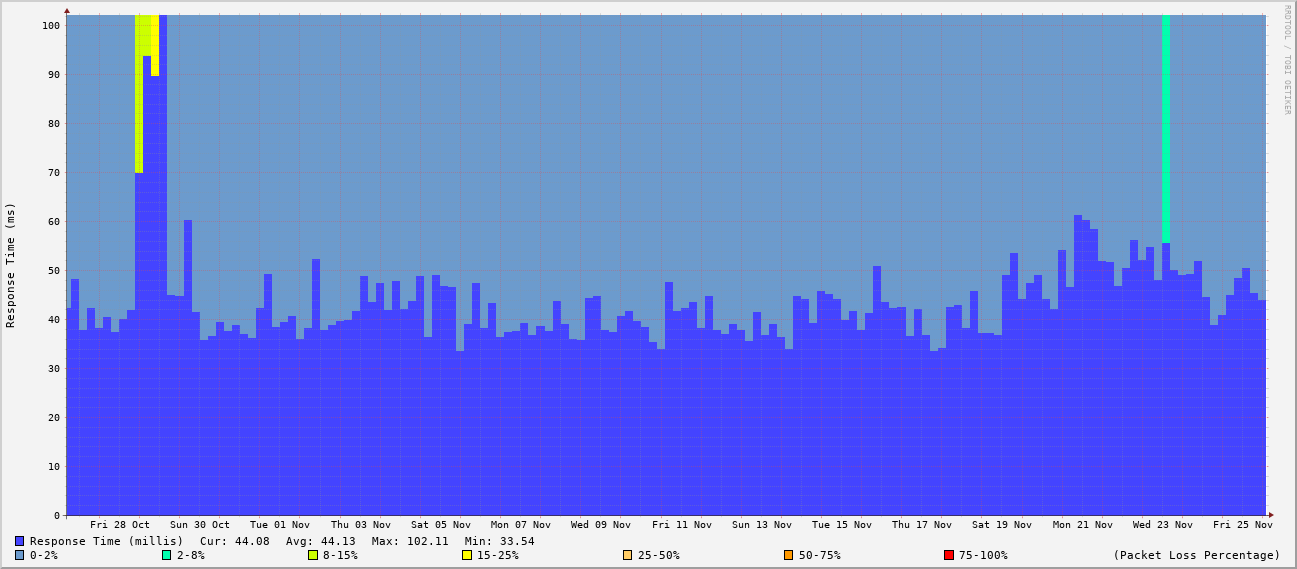 RRDTOOL / TOBI OETIKER
Response Time (ms)
100
90
80
70
60
50
40
30
20
10
0
Fri 28 Oct Sun 30 Oct Tue 01 Nov Thu 03 Nov Sat 05 Nov Mon 07 Nov Wed 09 Nov Fri 11 Nov Sun 13 Nov Tue 15 Nov Thu 17 Nov Sat 19 Nov Mon 21 Nov Wed 23 Nov Fri 25 Nov
Response Time (millis) Cur: 44.08 Avg: 44.13 Max: 102.11 Min: 33.54
0-2% 2-8% 8-15% 15-25% 25-50% 50-75% 75-100% (Packet Loss Percentage)